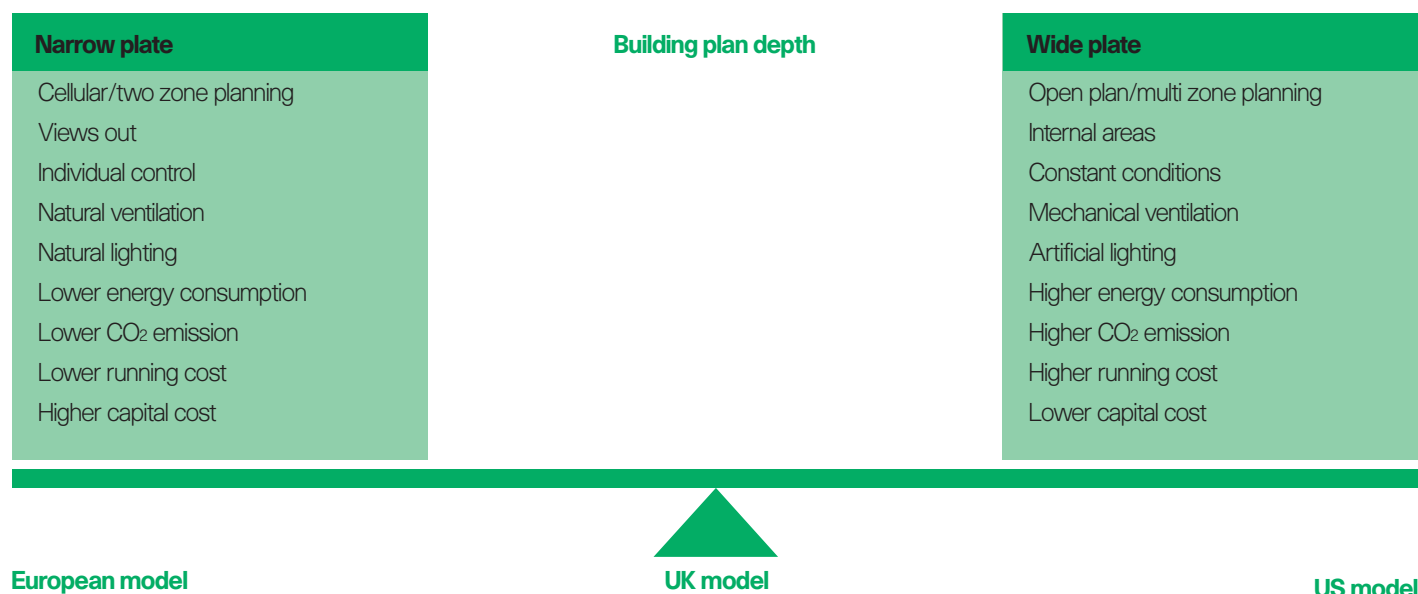 Narrow plate
Cellular/two zone planning
Views out
Individual control
Natural ventilation
Natural lighting
Lower energy consumption
Lower CO₂ emission
Lower running cost
Higher capital cost
Building plan depth
Wide plate
Open plan/multi zone planning
Internal areas
Constant conditions
Mechanical ventilation
Artificial lighting
Higher energy consumption
Higher CO₂ emission
Higher running cost
Lower capital cost
European model
UK model
US model